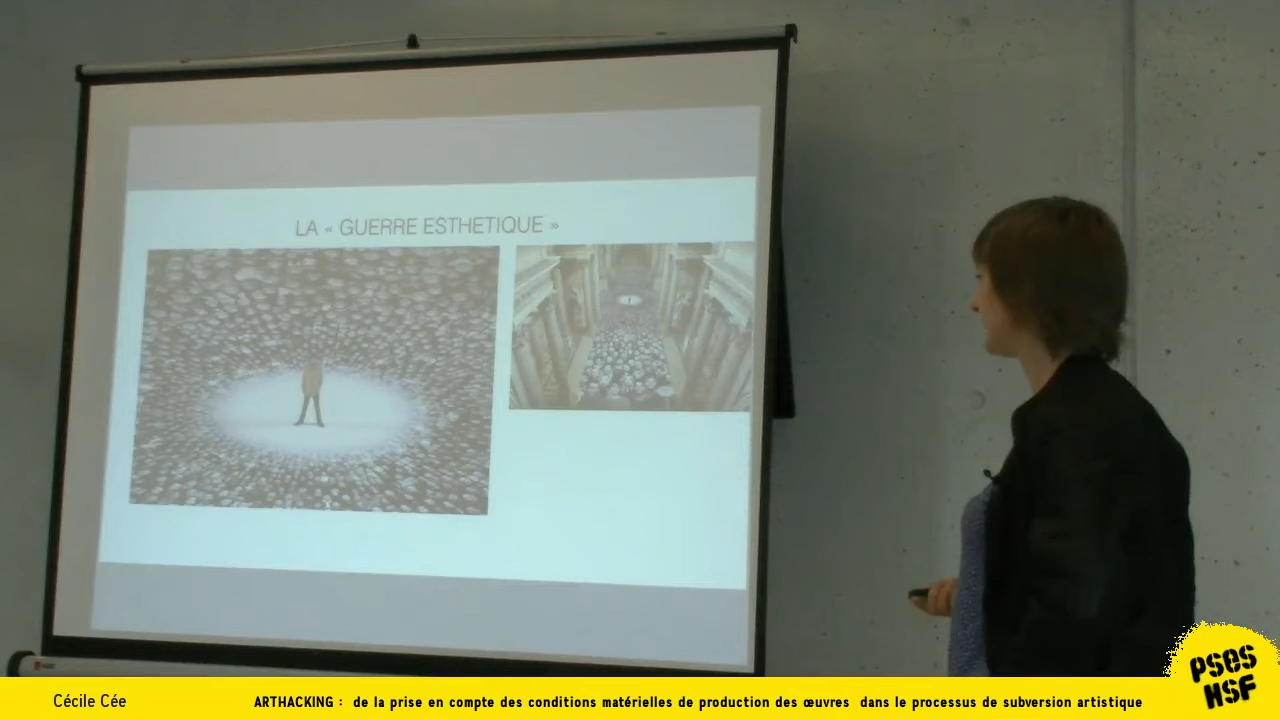 LA « GUERRE ESTHETIQUE »
Cécile Cée
ARTHACKING : de la prise en compte des conditions matérielles de production des œuvres dans le processus de subversion artistique
PSES
HSF